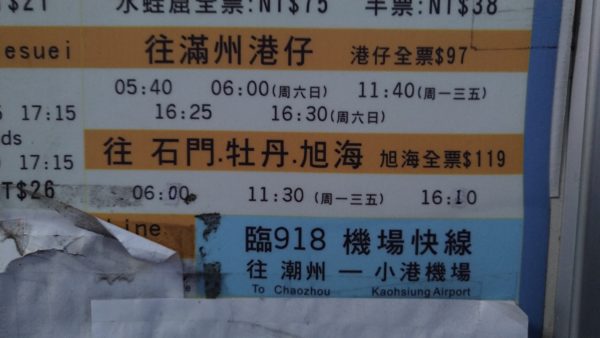 T$21
水蛙窟全票:NT$75 半票:NT$38
esuei
往滿州港仔 港仔全票$97
05:40 06:00(周六日) 11:40(周一三五)
17:15
16:25 16:30(周六日)
ds
17:15
往 石門.牡丹.旭海 旭海全票$119
T$26
06:00 11:30 (周一三五) 16:10
Line
臨918 機場快線
往 潮州 — 小港機場
To Chaozhou Kaohsiung Airport